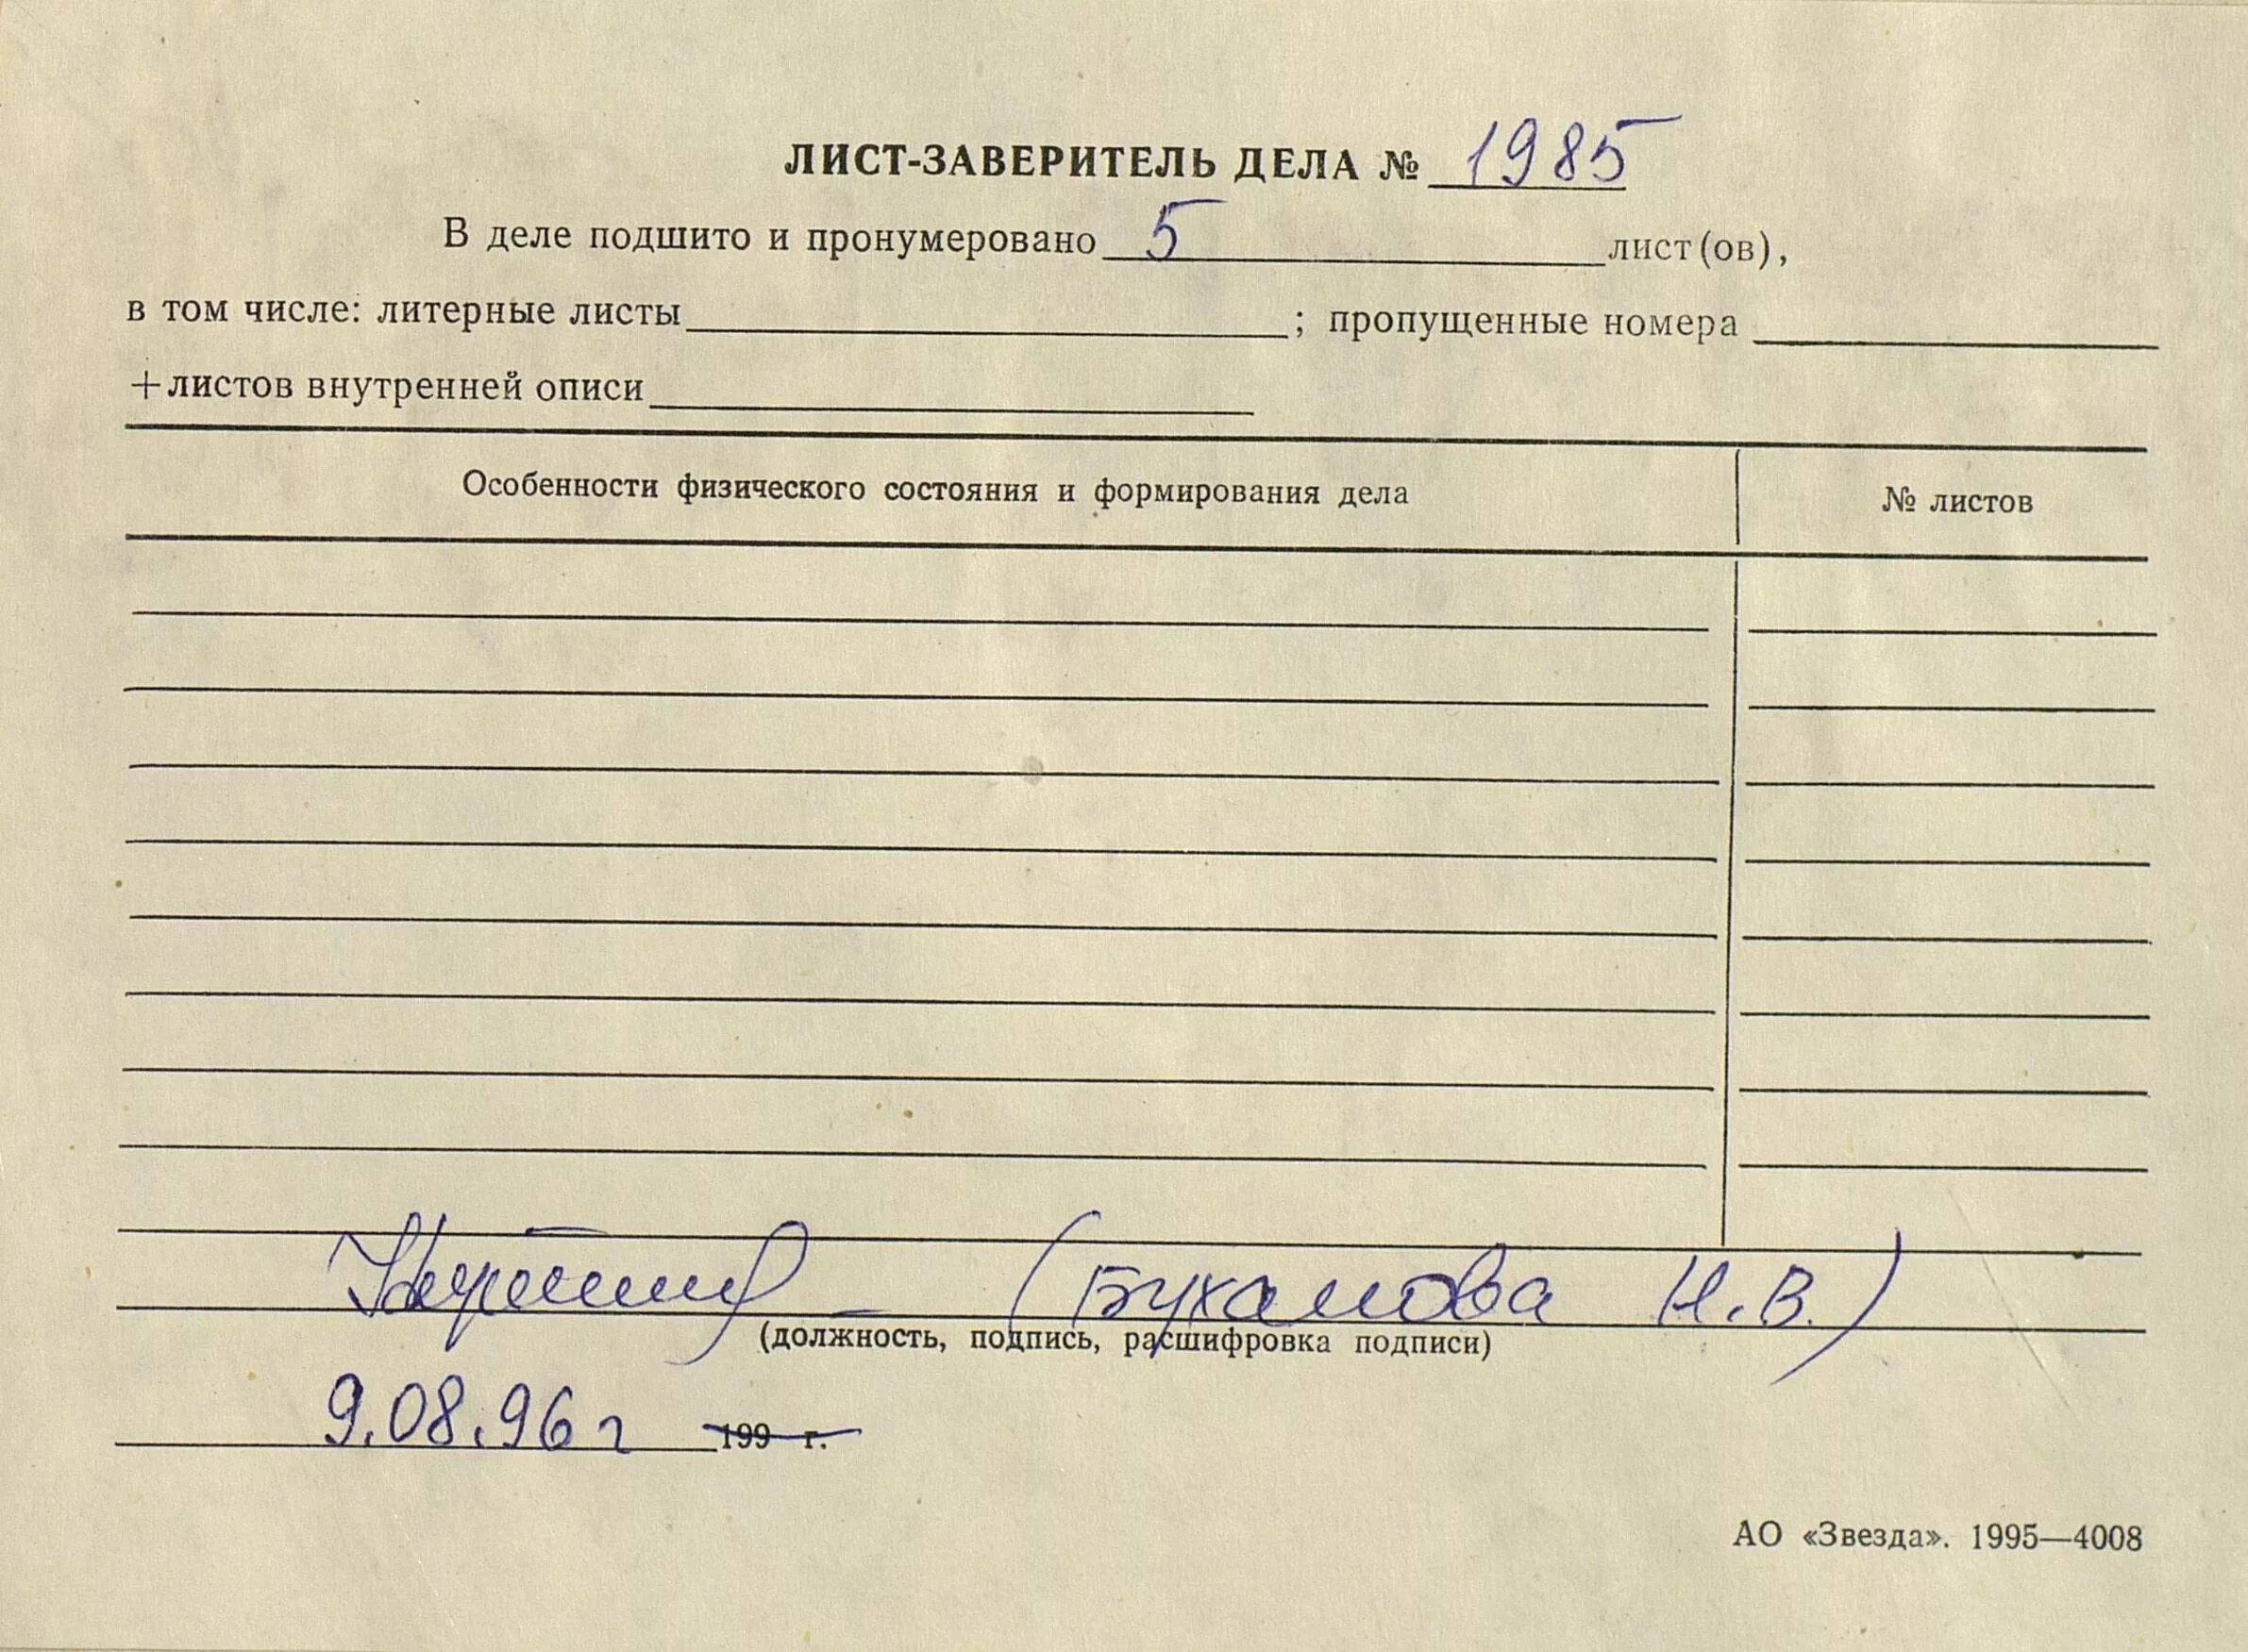 ЛИСТ-ЗАВЕРИТЕЛЬ ДЕЛА № 1985
В деле подшито и пронумеровано 5 лист(ов),
в том числе: литерные листы ; пропущенные номера
+листов внутренней описи
Особенности физического состояния и формирования дела № листов
(Буханова Н.В.)
(должность, подпись, расшифровка подписи)
9.08.96 г 199 г.
АО «Звезда». 1995—4008